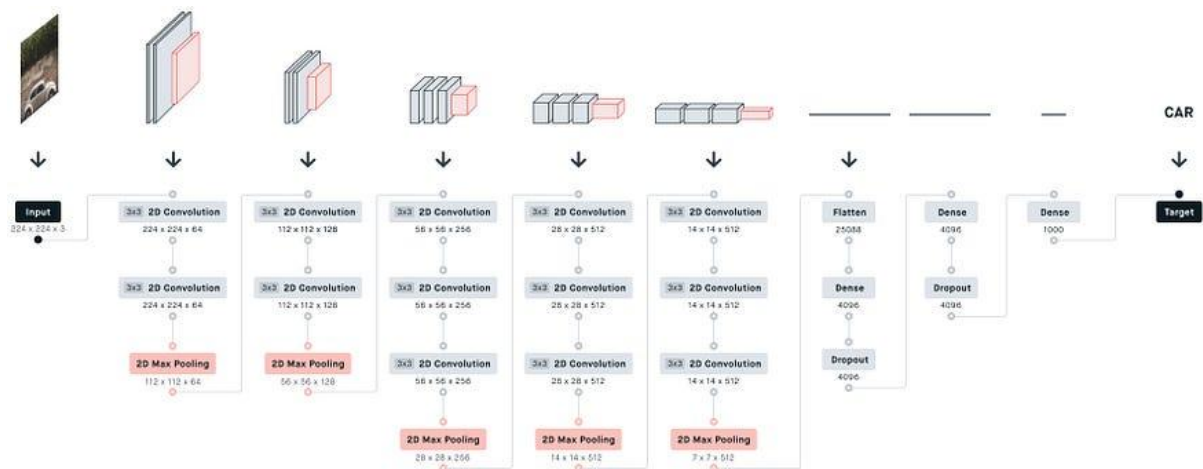 CAR
Input
224 x 224 x 3
3x3 2D Convolution
224 x 224 x 64
3x3 2D Convolution
224 x 224 x 64
2D Max Pooling
112 x 112 x 64
3x3 2D Convolution
112 x 112 x 128
3x3 2D Convolution
112 x 112 x 128
2D Max Pooling
56 x 56 x 128
3x3 2D Convolution
56 x 56 x 256
3x3 2D Convolution
56 x 56 x 256
3x3 2D Convolution
56 x 56 x 256
2D Max Pooling
28 x 28 x 256
3x3 2D Convolution
28 x 28 x 512
3x3 2D Convolution
28 x 28 x 512
3x3 2D Convolution
28 x 28 x 512
2D Max Pooling
14 x 14 x 512
3x3 2D Convolution
14 x 14 x 512
3x3 2D Convolution
14 x 14 x 512
3x3 2D Convolution
14 x 14 x 512
2D Max Pooling
7 x 7 x 512
Flatten
25088
Dense
4096
Dropout
4096
Dense
4096
Dropout
4096
Dense
1000
Target